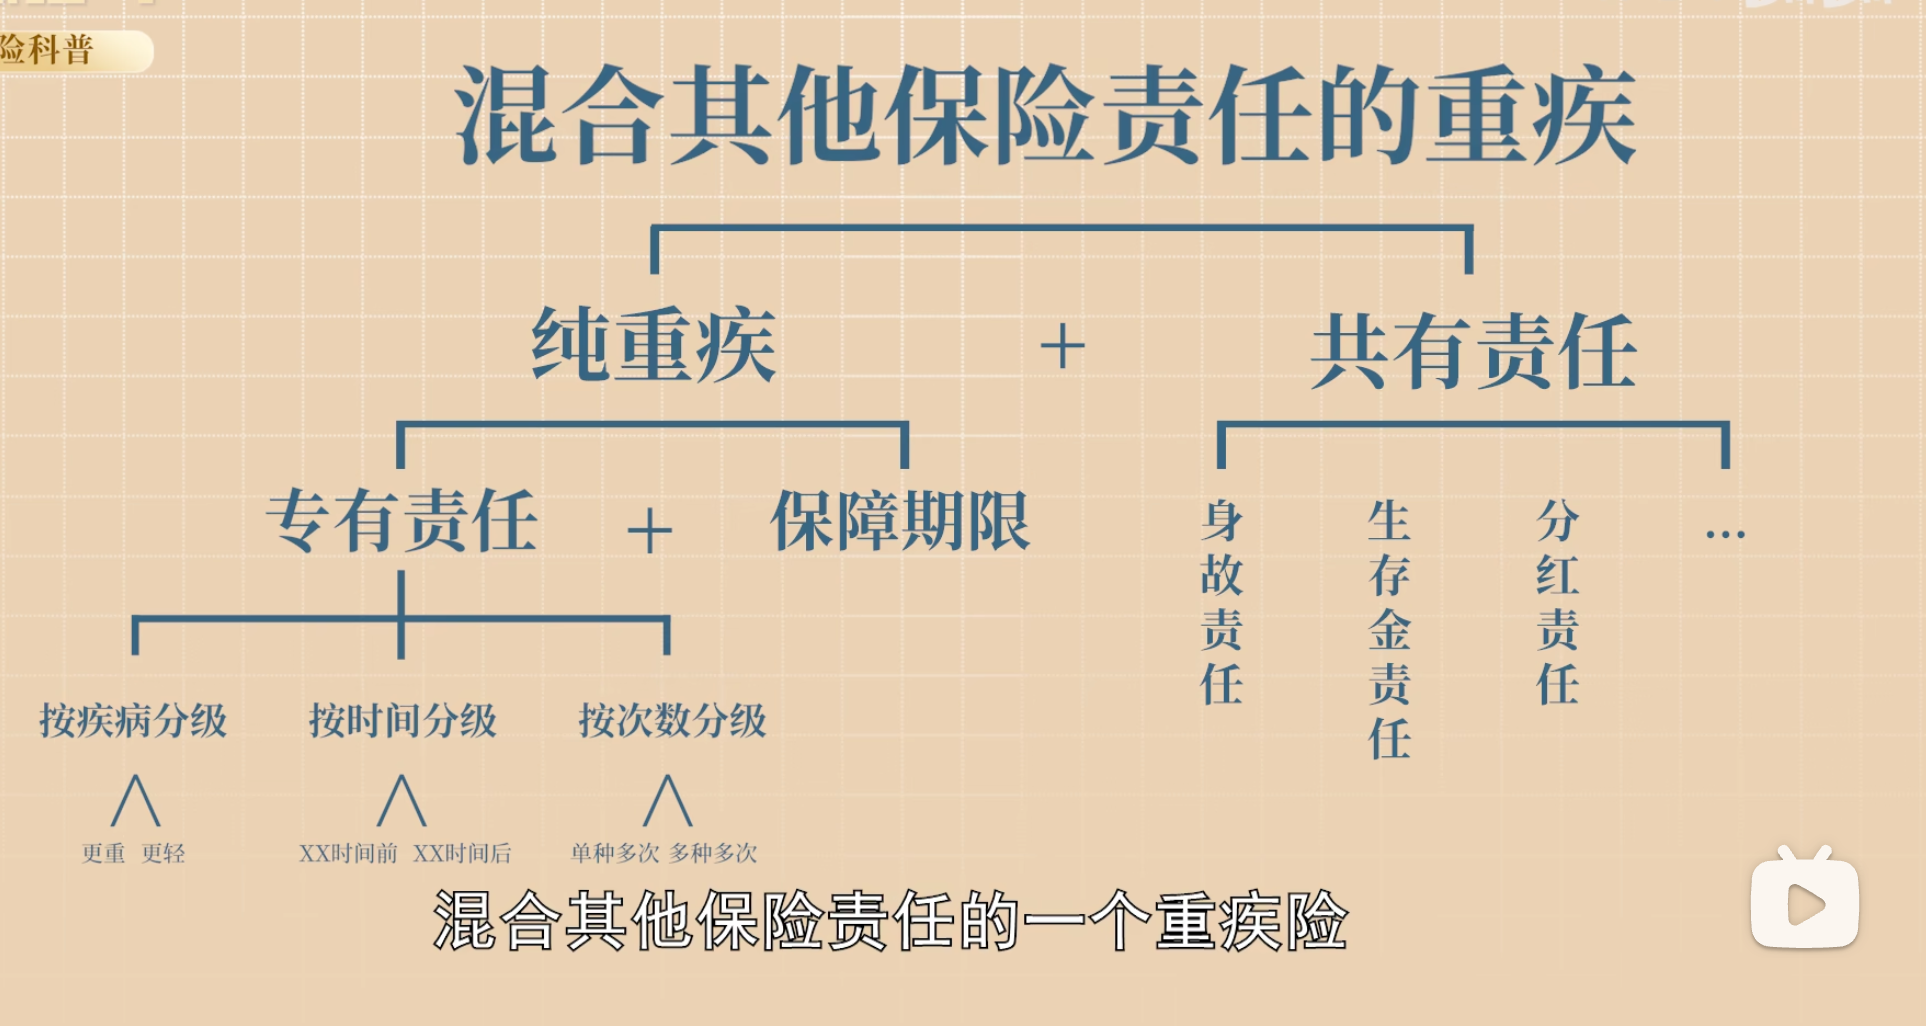 险科普
混合其他保险责任的重疾
纯重疾 + 共有责任
专有责任 + 保障期限
身故责任
生存金责任
分红责任
...
按疾病分级 按时间分级 按次数分级
更重 更轻 XX时间前 XX时间后 单种多次 多种多次
混合其他保险责任的一个重疾险